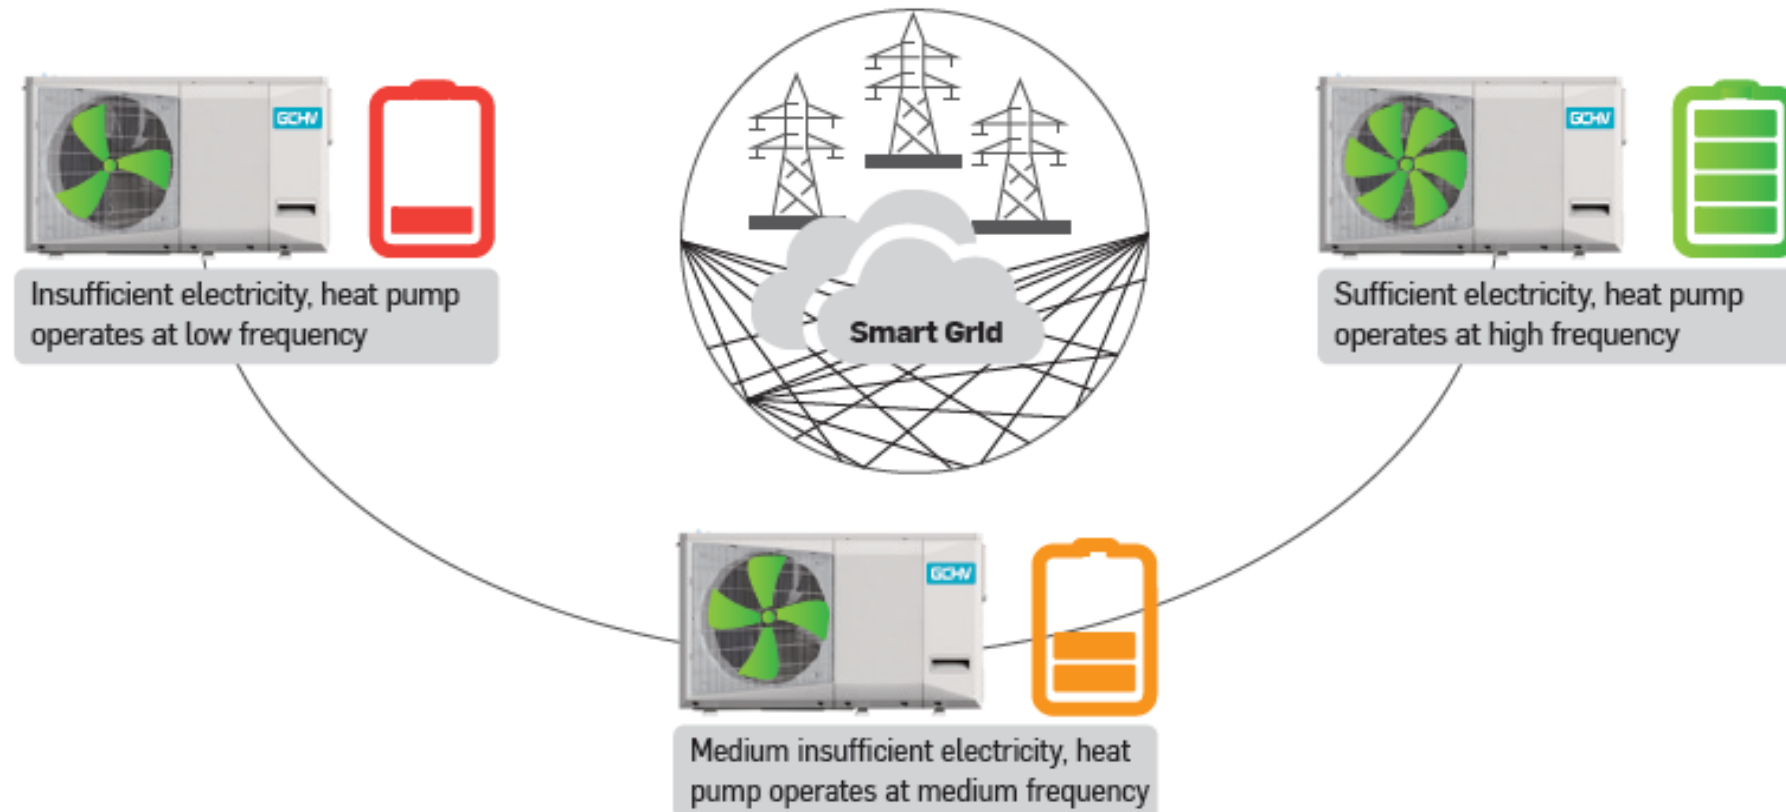 GCHV
GCHV
Insufficient electricity, heat pump
operates at low frequency
Smart Grld
Sufficient electricity, heat pump
operates at high frequency
GCHV
Medium insufficient electricity, heat
pump operates at medium frequency